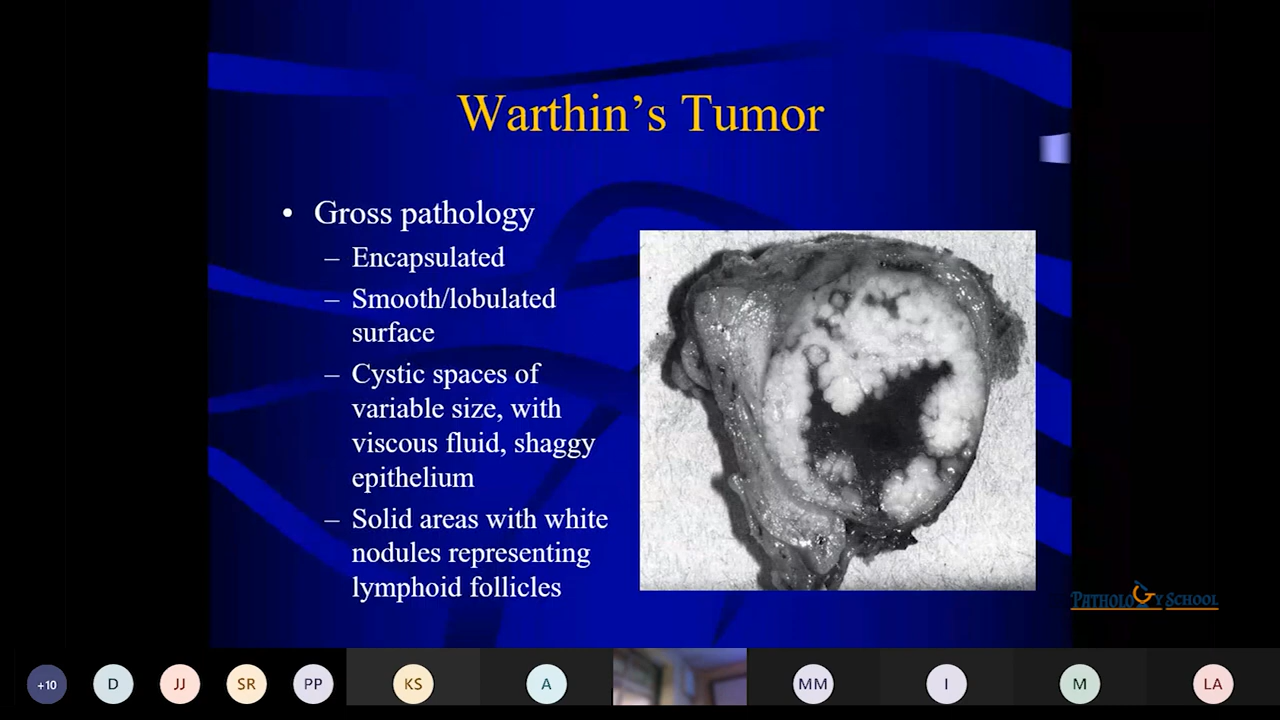 Warthin's Tumor
• Gross pathology
– Encapsulated
– Smooth/lobulated
surface
– Cystic spaces of
variable size, with
viscous fluid, shaggy
epithelium
– Solid areas with white
nodules representing
lymphoid follicles
PATHOLOGY SCHOOL
+10
D
JJ
SR
PP
KS
A
MM
I
M
LA